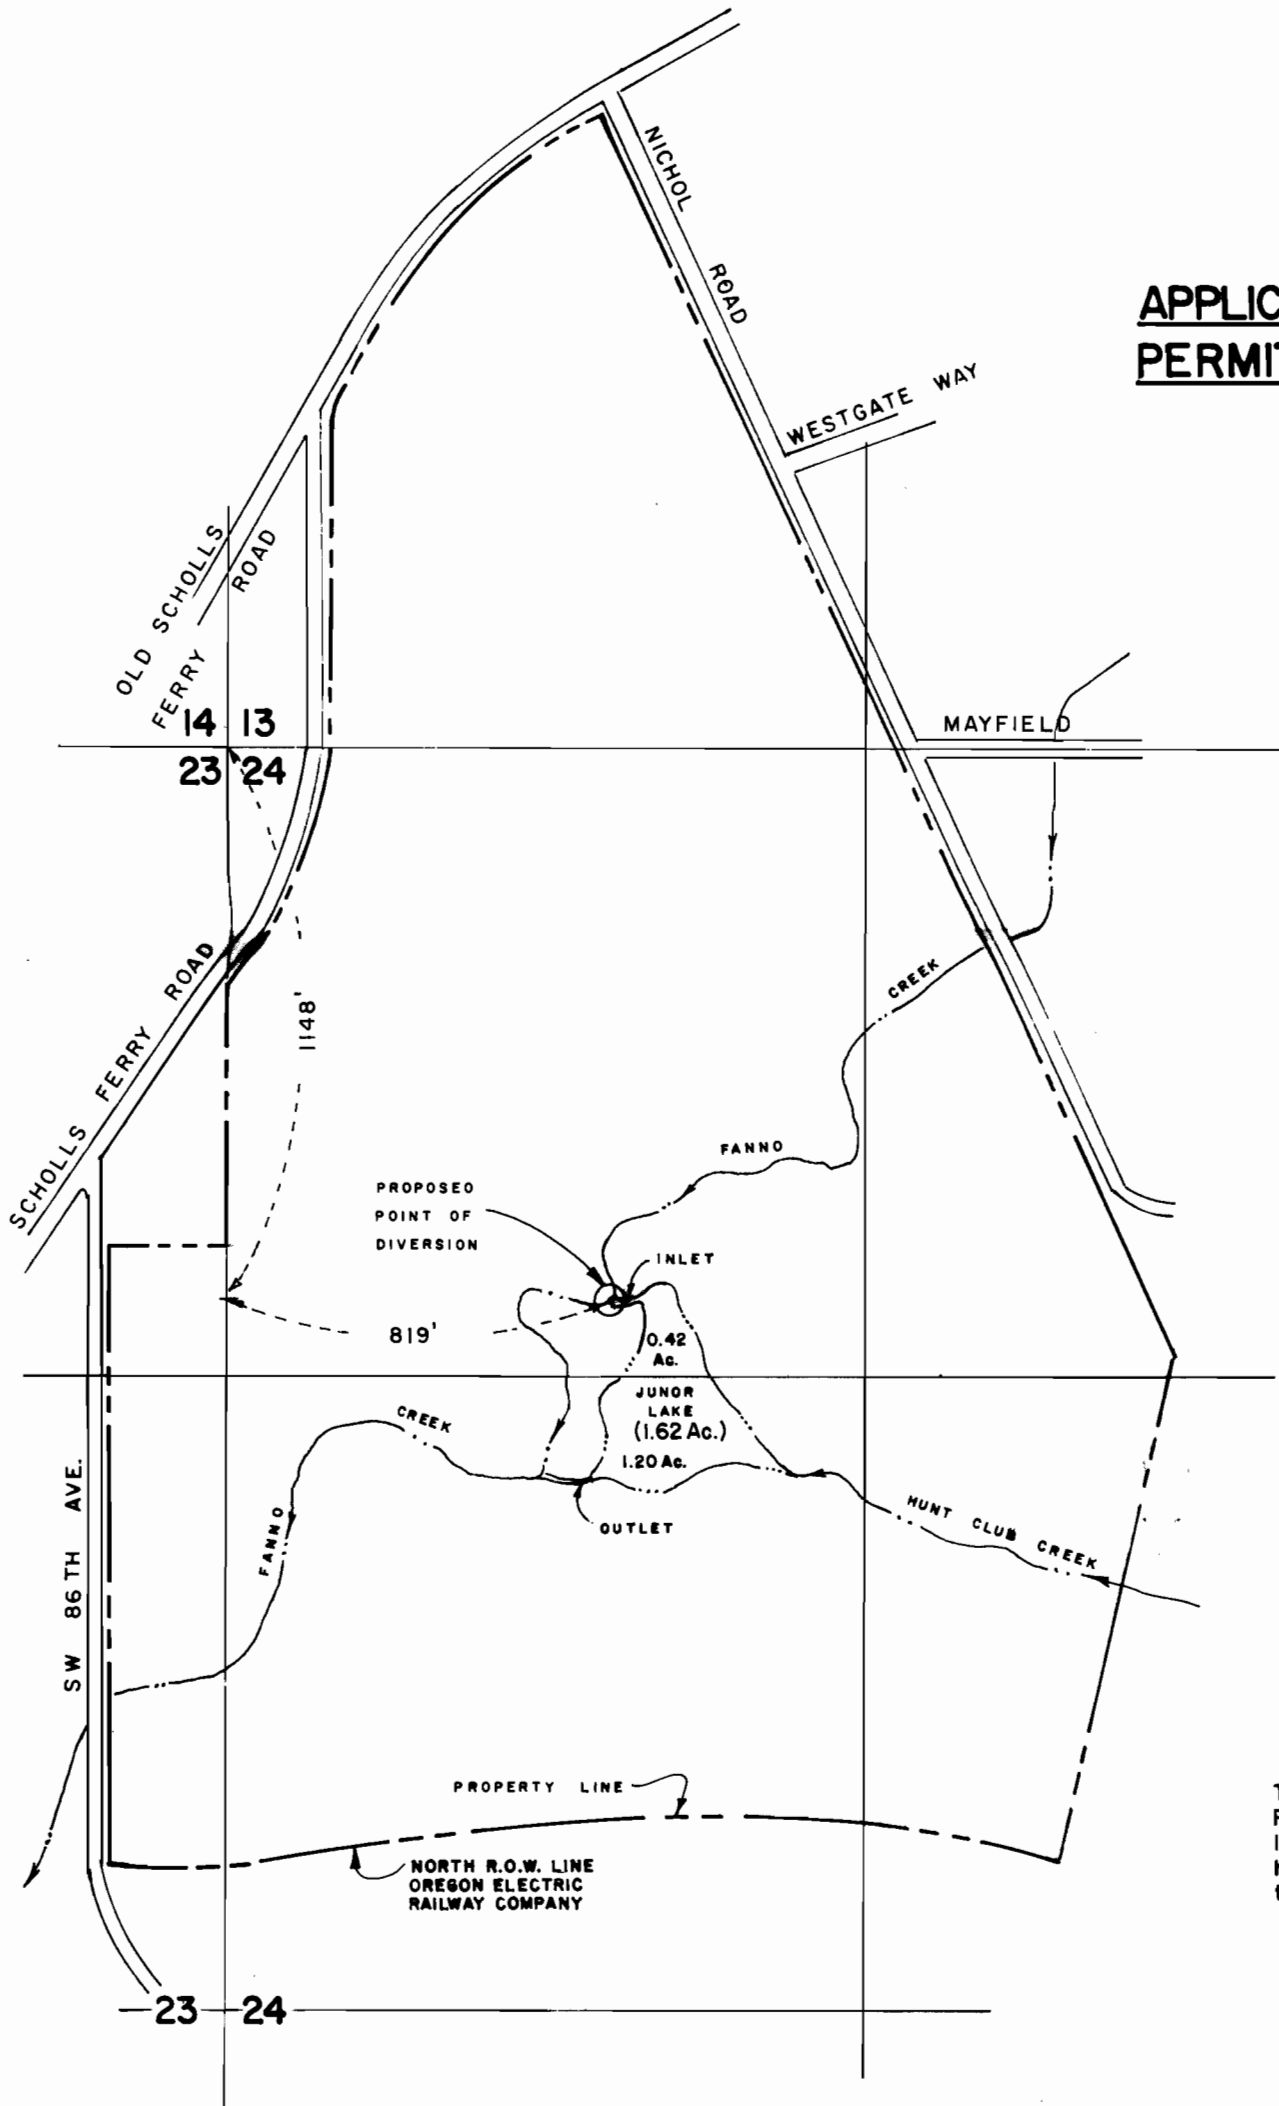 NICHOL
ROAD
APPLIC
PERMIT
WESTGATE WAY
OLD SCHOLLS
FERRY ROAD
14 13
23 24
MAYFIELD
SCHOLLS FERRY ROAD
1148'
CREEK
FANNO
PROPOSED
POINT OF
DIVERSION
INLET
819'
0.42
Ac.
JUNOR
LAKE
(1.62 Ac.)
1.20 Ac.
CREEK
FANNO
OUTLET
HUNT CLUB CREEK
SW 86TH AVE.
PROPERTY LINE
NORTH R.O.W. LINE
OREGON ELECTRIC
RAILWAY COMPANY
23 24